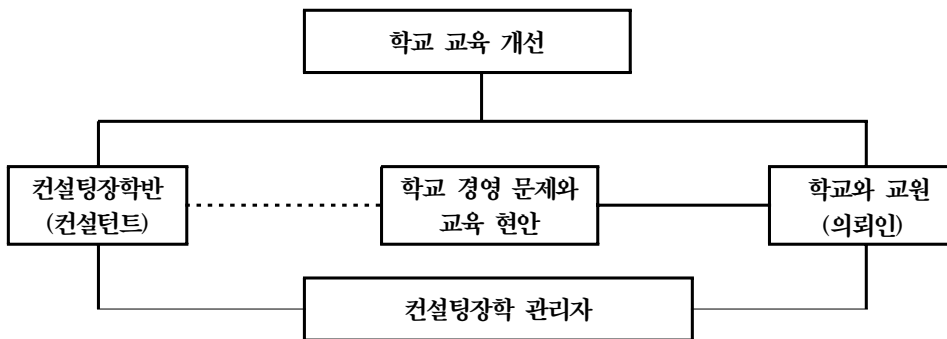 학교 교육 개선
컨설팅장학반
(컨설턴트)
학교 경영 문제와
교육 현안
학교와 교원
(의뢰인)
컨설팅장학 관리자